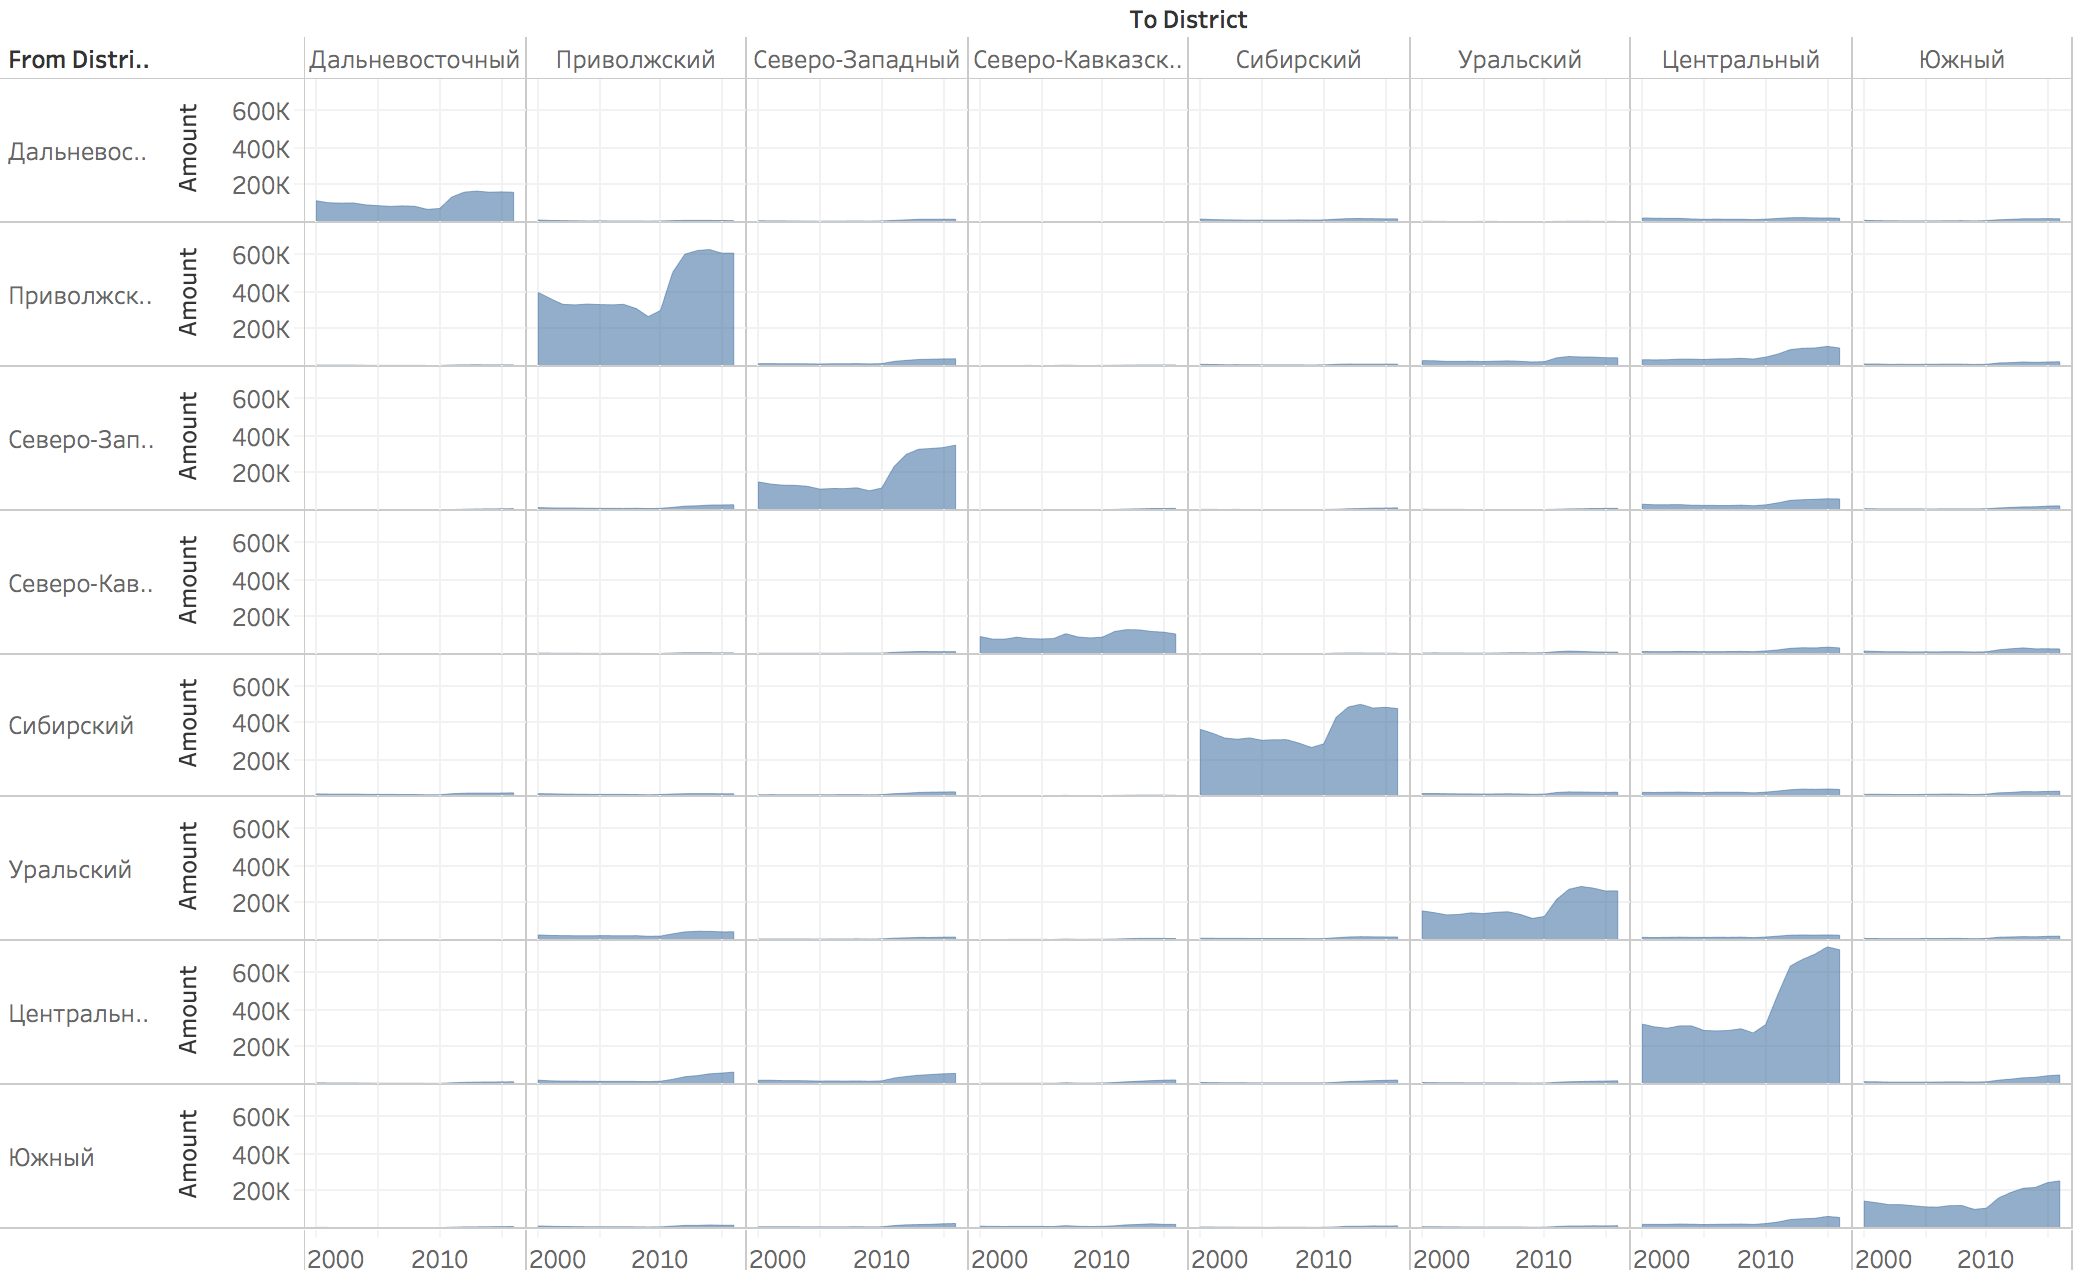 To District
From Distri.. Дальневосточный Приволжский Северо-Западный Северо-Кавказск.. Сибирский Уральский Центральный Южный
Дальневос.. Amount 600K
400K
200K
Приволжск.. Amount 600K
400K
200K
Северо-Зап.. Amount 600K
400K
200K
Северо-Кав.. Amount 600K
400K
200K
Сибирский Amount 600K
400K
200K
Уральский Amount 600K
400K
200K
Центральн.. Amount 600K
400K
200K
Южный Amount 600K
400K
200K
2000 2010 2000 2010 2000 2010 2000 2010 2000 2010 2000 2010 2000 2010 2000 2010